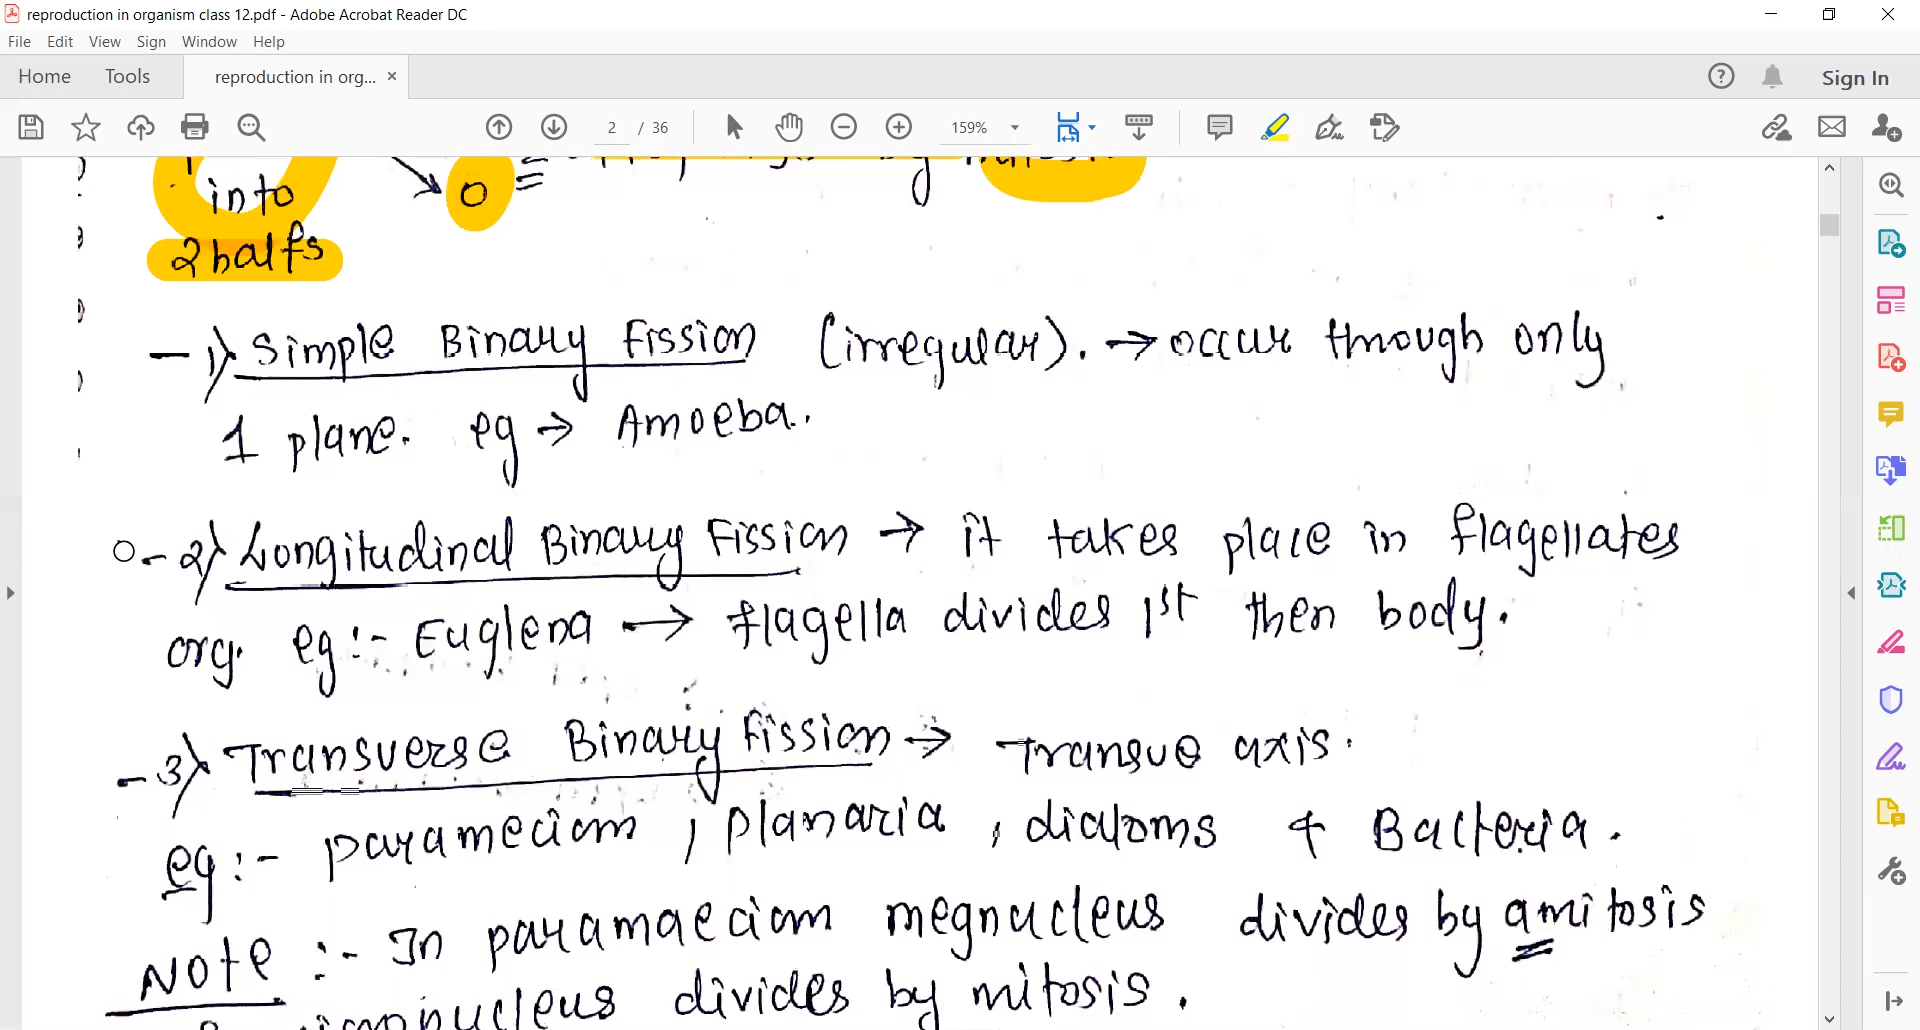 reproduction in organism class 12.pdf - Adobe Acrobat Reader DC
File Edit View Sign Window Help
Home Tools reproduction in org... × Sign In
2 / 36 159%
into
2 halfs
- 1) Simple Binary Fission (irregular). → occur through only
1 plane. eg → Amoeba.
- 2) Longitudinal Binary Fission → it takes place in flagellates
org. eg :- Euglena → flagella divides 1st then body.
- 3) Transverse Binary Fission → Transve axis.
eg :- parameciom , planaria , diatoms & Bacteria.
Note :- In paramaeciom megnucleus divides by amitosis
divides by mitosis.